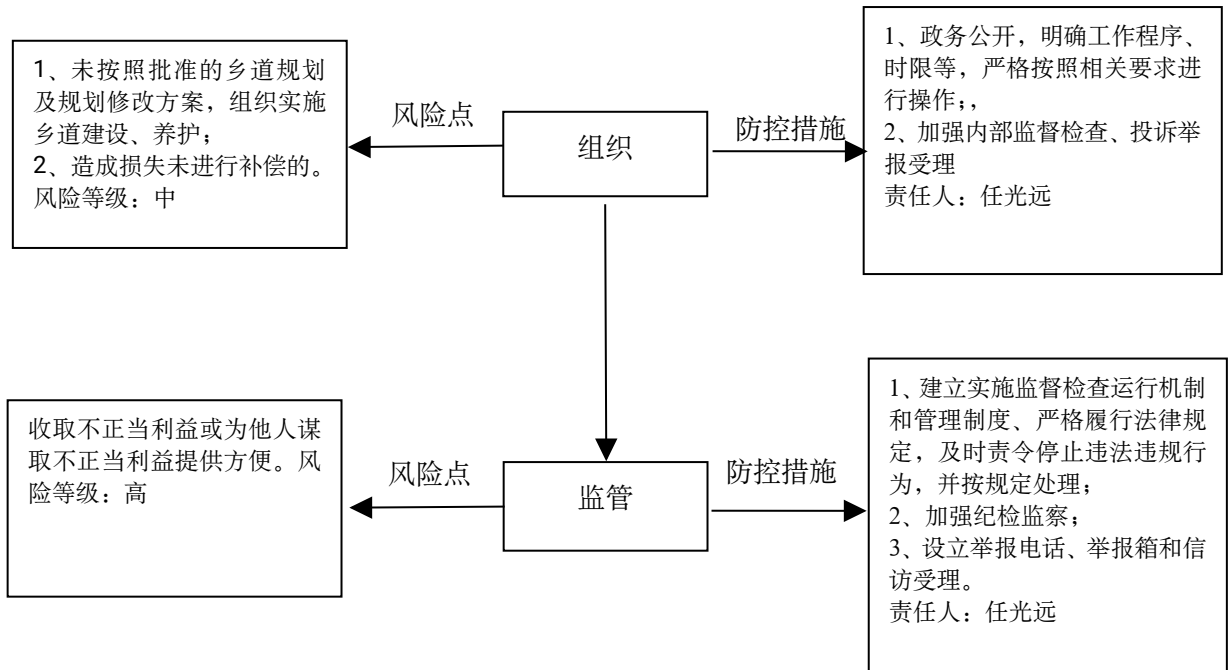 1、未按照批准的乡道规划
及规划修改方案，组织实施
乡道建设、养护；
2、造成损失未进行补偿的。
风险等级：中
风险点
组织
防控措施
1、政务公开，明确工作程序、
时限等，严格按照相关要求进
行操作；，
2、加强内部监督检查、投诉举
报受理
责任人：任光远
收取不正当利益或为他人谋
取不正当利益提供方便。风
险等级：高
风险点
监管
防控措施
1、建立实施监督检查运行机制
和管理制度、严格履行法律规
定，及时责令停止违法违规行
为，并按规定处理；
2、加强纪检监察；
3、设立举报电话、举报箱和信
访受理。
责任人：任光远